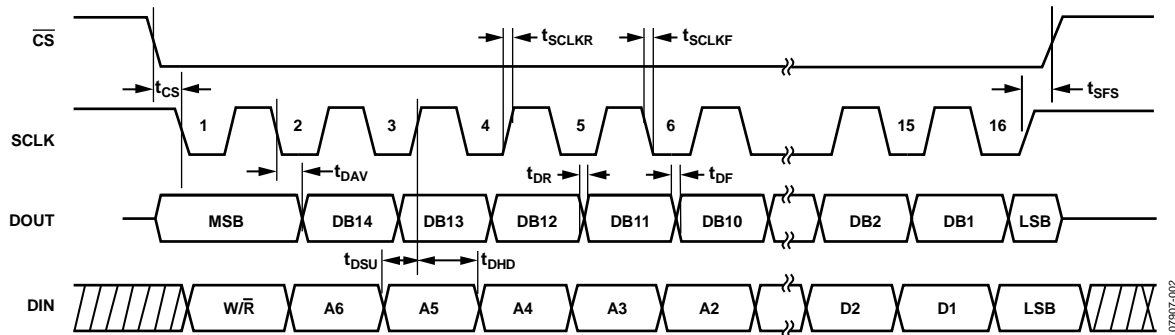 CS
tSCLKR
tSCLKF
tCS
tSFS
SCLK
1
2
3
4
5
6
15
16
tDAV
tDR
tDF
DOUT
MSB
DB14
DB13
DB12
DB11
DB10
DB2
DB1
LSB
tDSU
tDHD
DIN
W/R
A6
A5
A4
A3
A2
D2
D1
LSB
07907-002